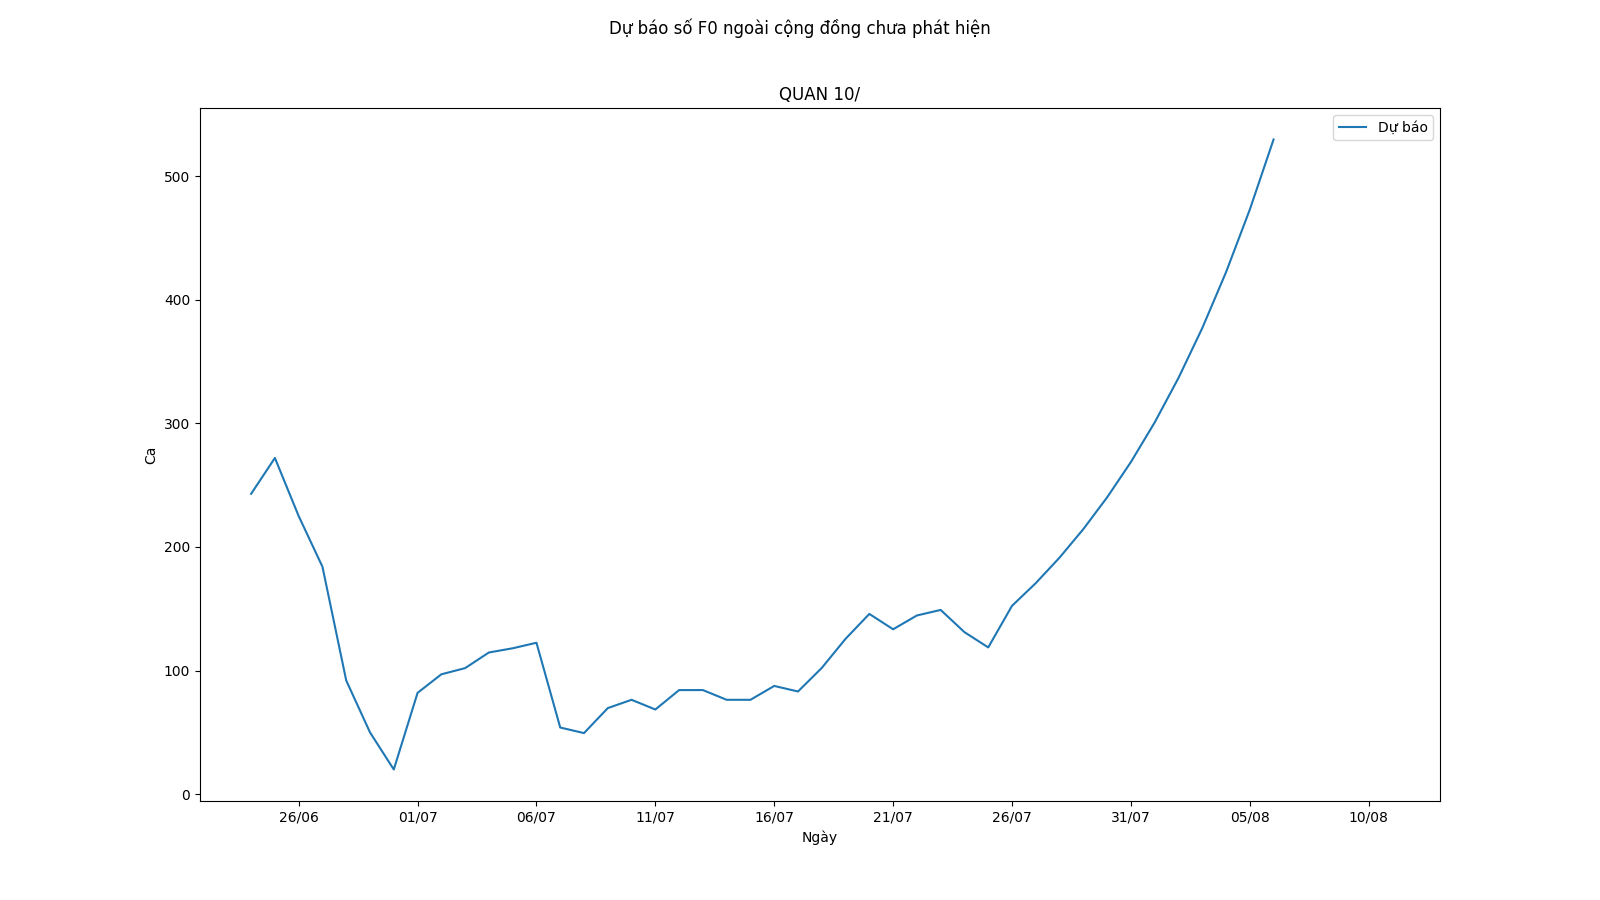 Dự báo số F0 ngoài cộng đồng chưa phát hiện
QUAN 10/
Dự báo
500
400
300
200
100
0
Ca
26/06 01/07 06/07 11/07 16/07 21/07 26/07 31/07 05/08 10/08
Ngày